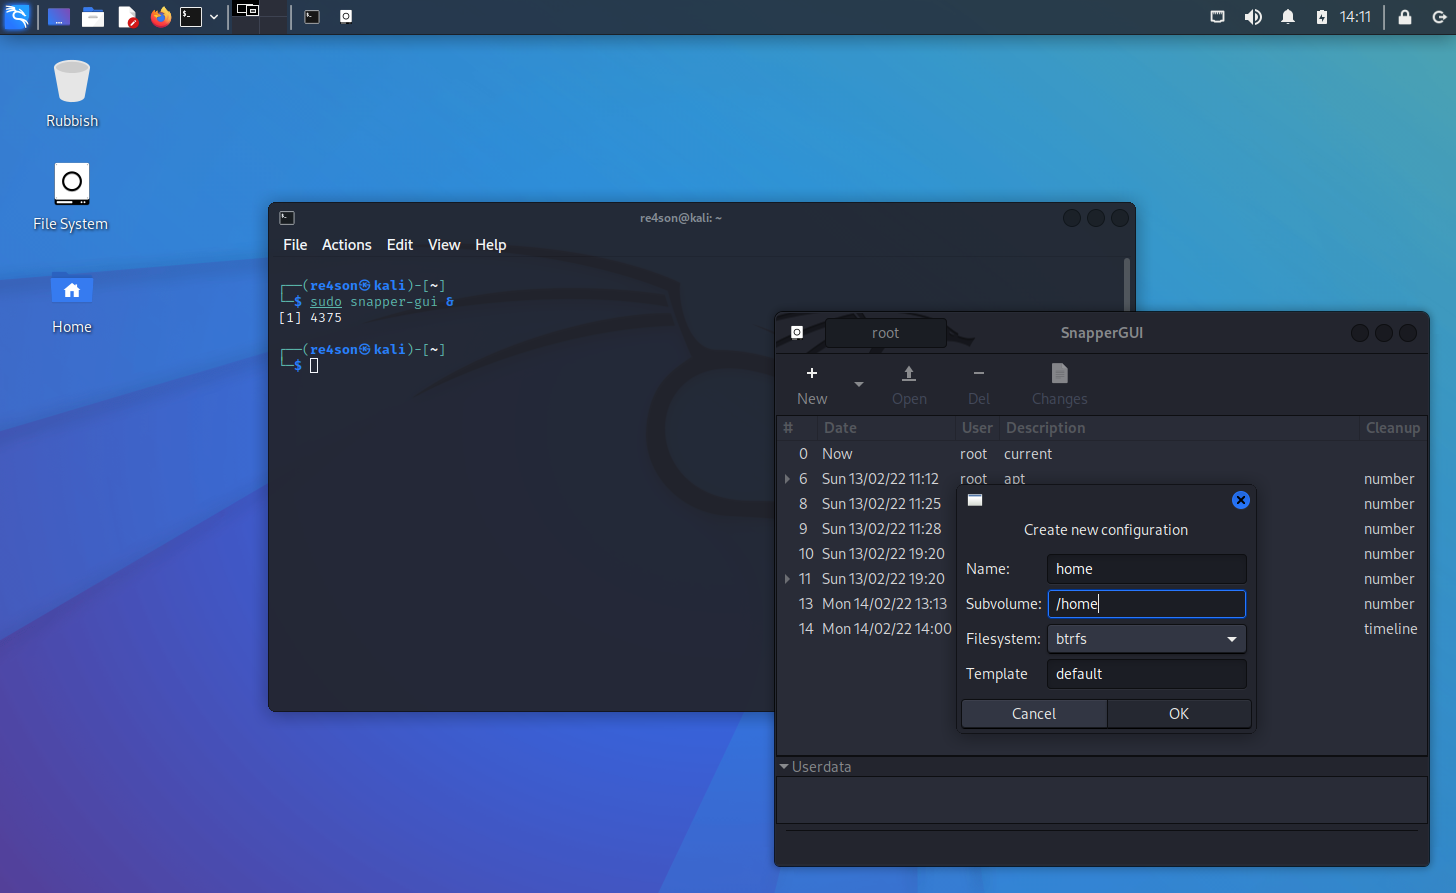 14:11
Rubbish
File System
Home
re4son@kali: ~
File Actions Edit View Help
┌──(re4son㉿kali)-[~]
└─$ sudo snapper-gui &
[1] 4375
┌──(re4son㉿kali)-[~]
└─$
root SnapperGUI
New Open Del Changes
# Date User Description Cleanup
0 Now root current
6 Sun 13/02/22 11:12 root apt number
8 Sun 13/02/22 11:25 number
9 Sun 13/02/22 11:28 number
10 Sun 13/02/22 19:20 number
11 Sun 13/02/22 19:20 number
13 Mon 14/02/22 13:13 number
14 Mon 14/02/22 14:00 timeline
Create new configuration
Name: home
Subvolume: /home
Filesystem: btrfs
Template default
Cancel OK
Userdata